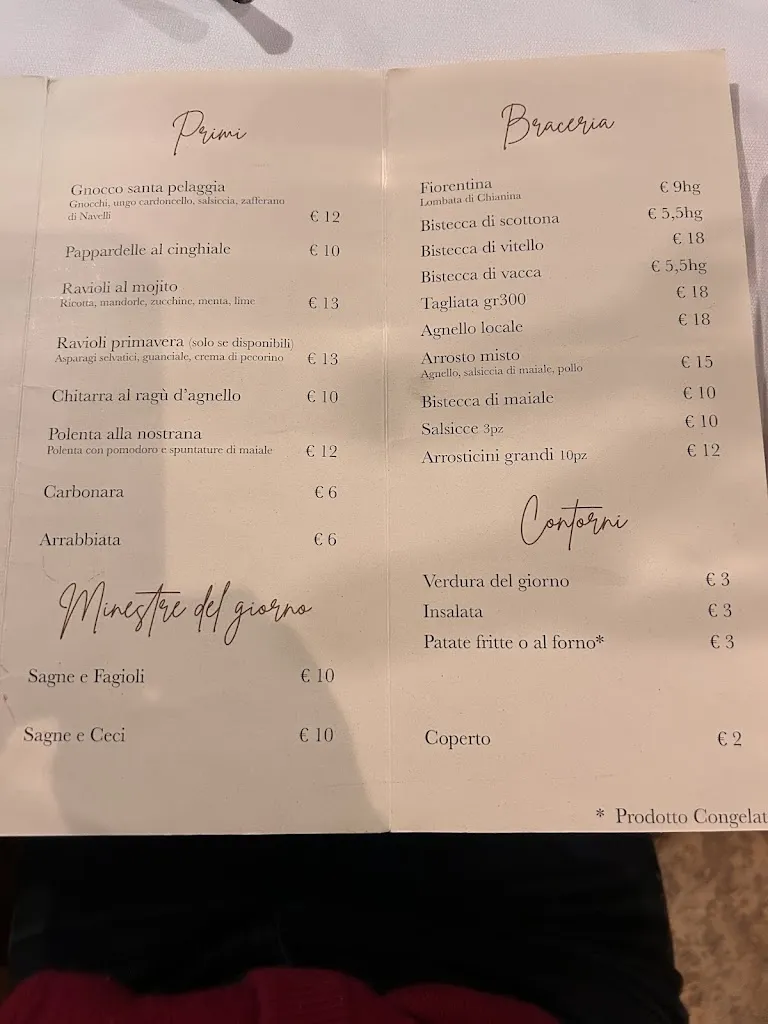 Primi
Gnocco santa pelaggia
Gnocchi, ungo cardoncello, salsiccia, zafferano
di Navelli € 12
Pappardelle al cinghiale € 10
Ravioli al mojito
Ricotta, mandorle, zucchine, menta, lime € 13
Ravioli primavera (solo se disponibili)
Asparagi selvatici, guanciale, crema di pecorino € 13
Chitarra al ragù d'agnello € 10
Polenta alla nostrana
Polenta con pomodoro e spuntature di maiale € 12
Carbonara € 6
Arrabbiata € 6
Minestre del giorno
Sagne e Fagioli € 10
Sagne e Ceci € 10
Braceria
Fiorentina € 9hg
Lombata di Chianina
Bistecca di scottona € 5,5hg
Bistecca di vitello € 18
Bistecca di vacca € 5,5hg
Tagliata gr300 € 18
Agnello locale € 18
Arrosto misto € 15
Agnello, salsiccia di maiale, pollo
Bistecca di maiale € 10
Salsicce 3pz € 10
Arrosticini grandi 10pz € 12
Contorni
Verdura del giorno € 3
Insalata € 3
Patate fritte o al forno* € 3
Coperto € 2
* Prodotto Congelat